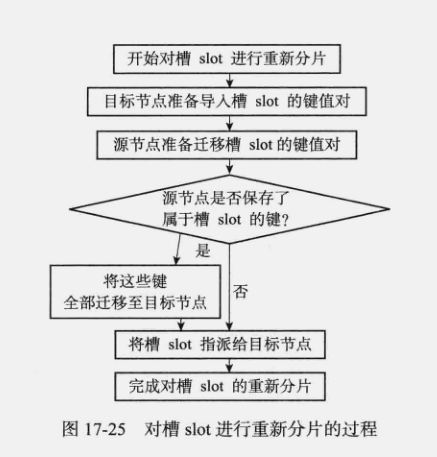 开始对槽 slot 进行重新分片
目标节点准备导入槽 slot 的键值对
源节点准备迁移槽 slot的键值对
源节点是否保存了
属于槽 slot 的键?
是
将这些键
全部迁移至目标节点
否
将槽 slot 指派给目标节点
完成对槽 slot 的重新分片
图 17-25 对槽 slot 进行重新分片的过程